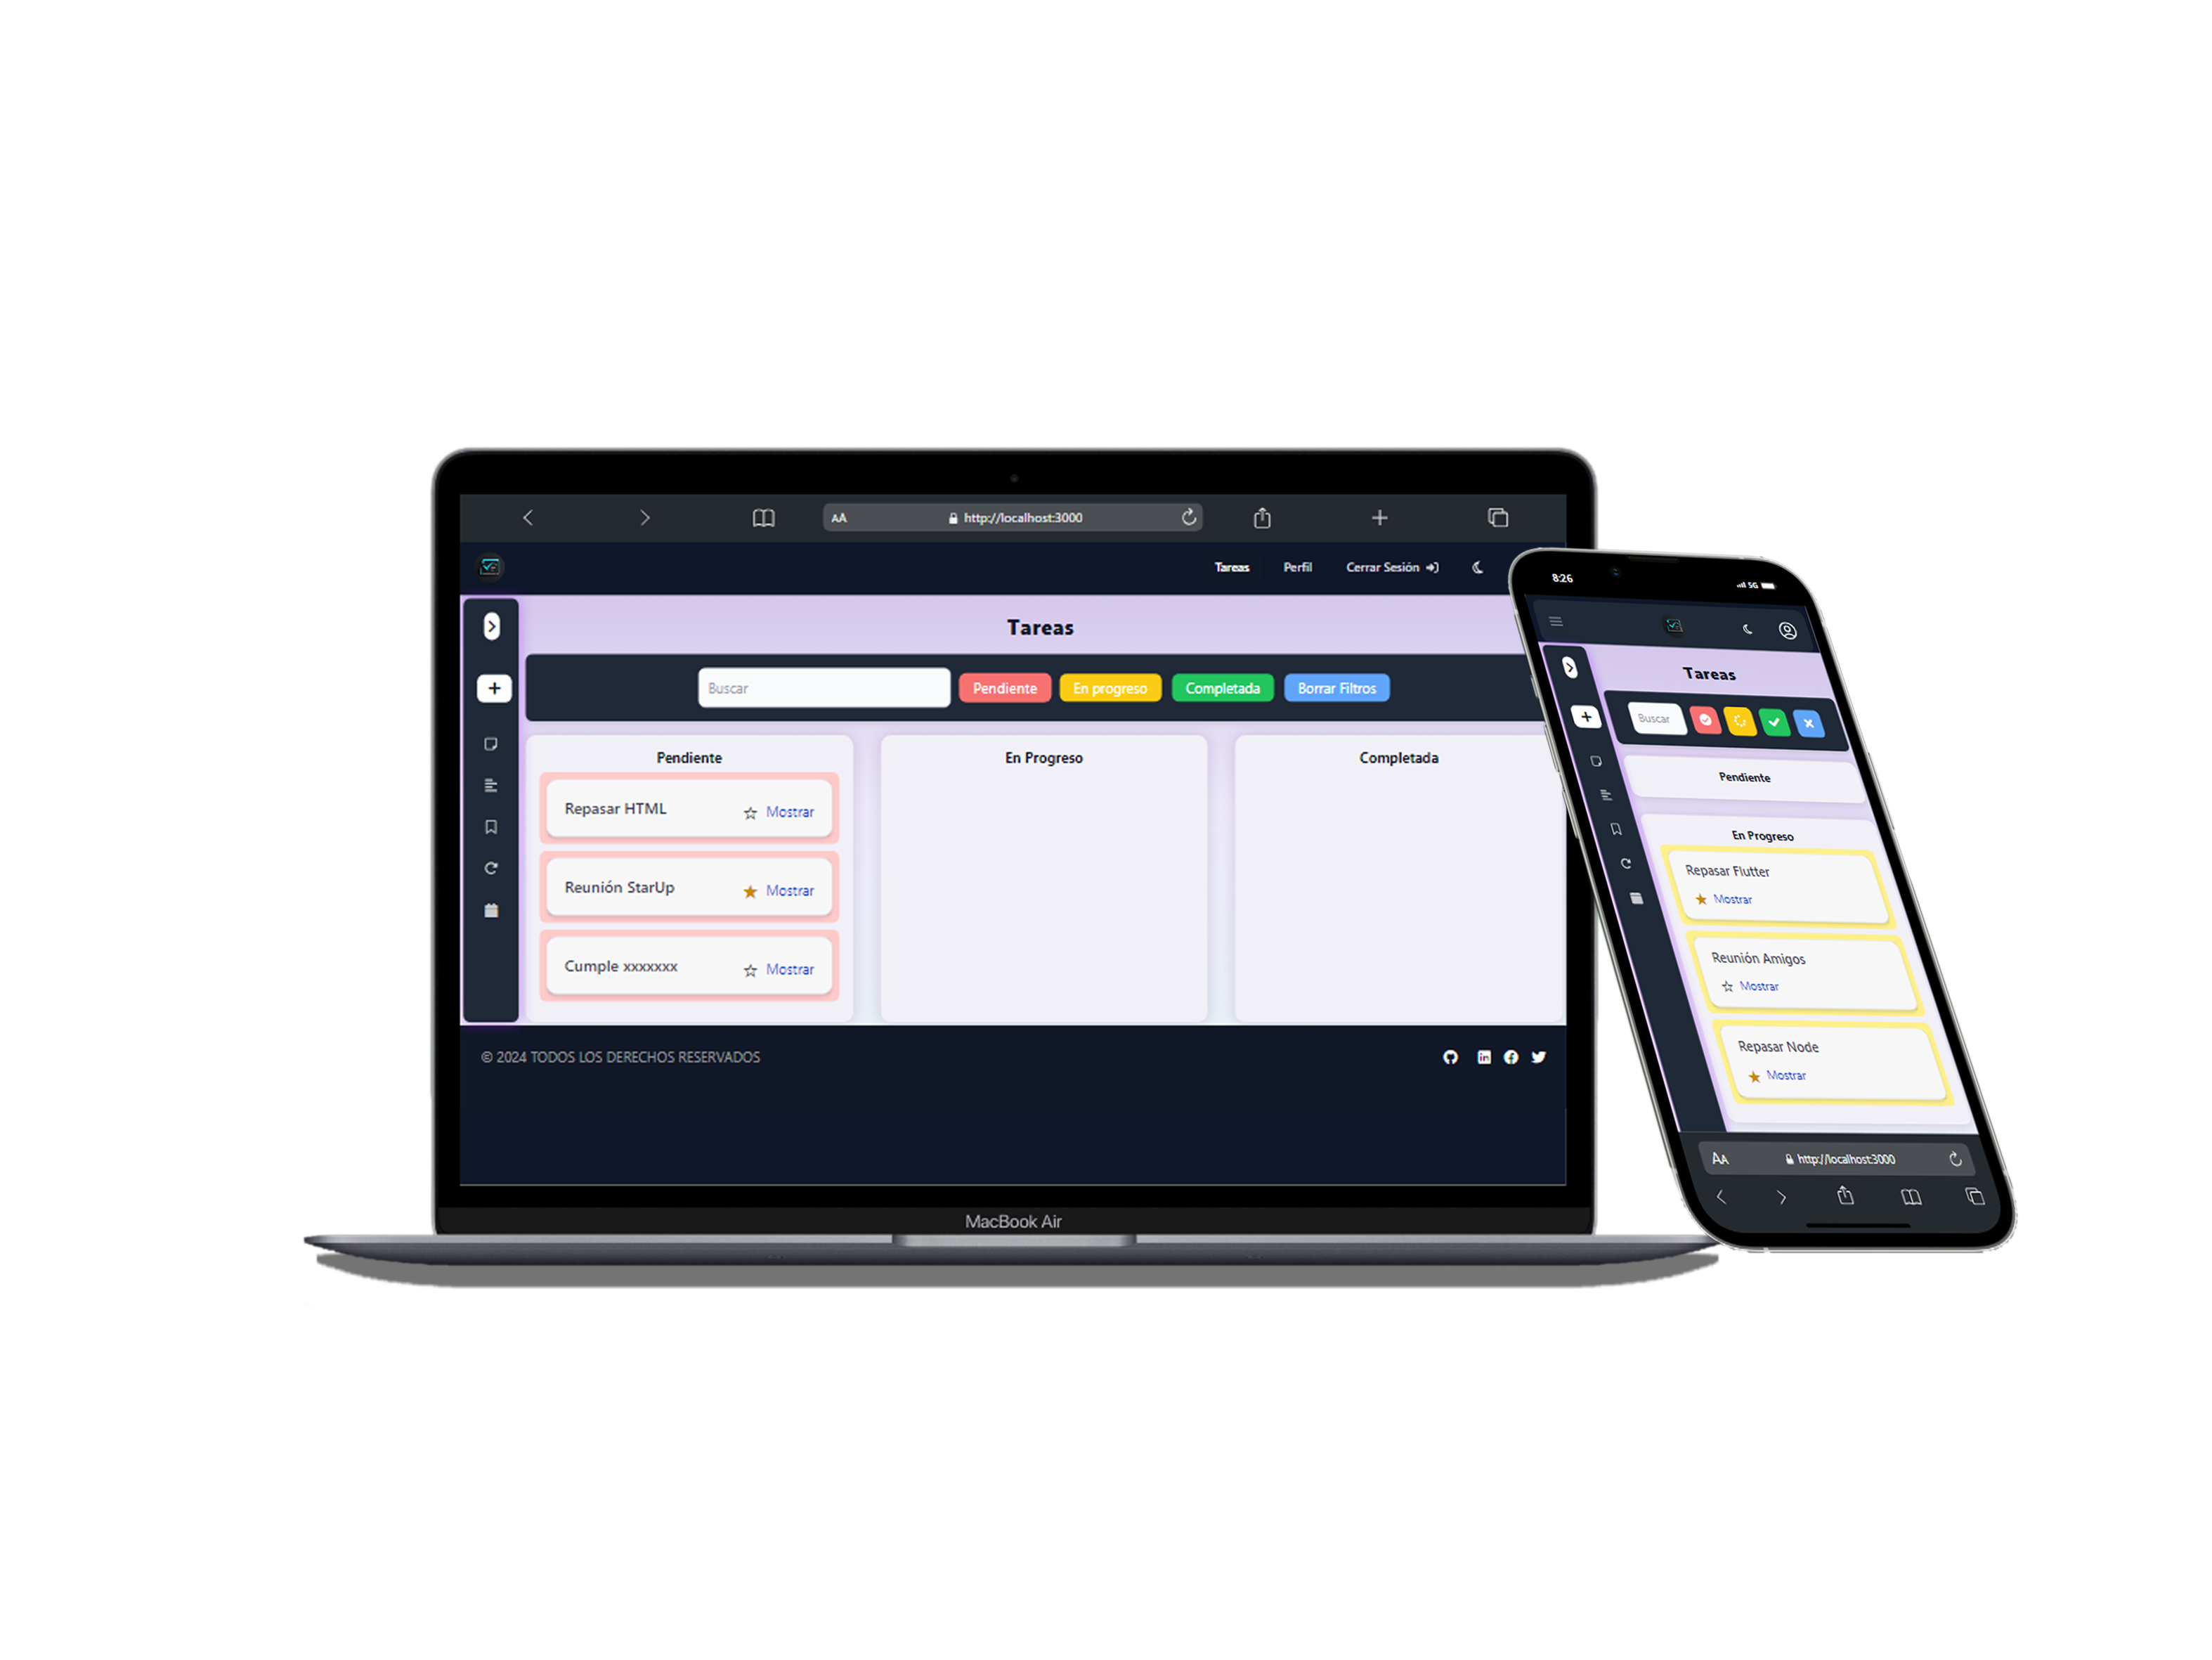 AA http://localhost:3000
Tareas Perfil Cerrar Sesión
Tareas
Buscar Pendiente En progreso Completada Borrar Filtros
Pendiente En Progreso Completada
Repasar HTML Mostrar
Reunión StarUp Mostrar
Cumple xxxxxxx Mostrar
© 2024 TODOS LOS DERECHOS RESERVADOS
MacBook Air
8:26 5G
Tareas
Buscar
Pendiente
En Progreso
Repasar Flutter
Mostrar
Reunión Amigos
Mostrar
Repasar Node
Mostrar
AA http://localhost:3000